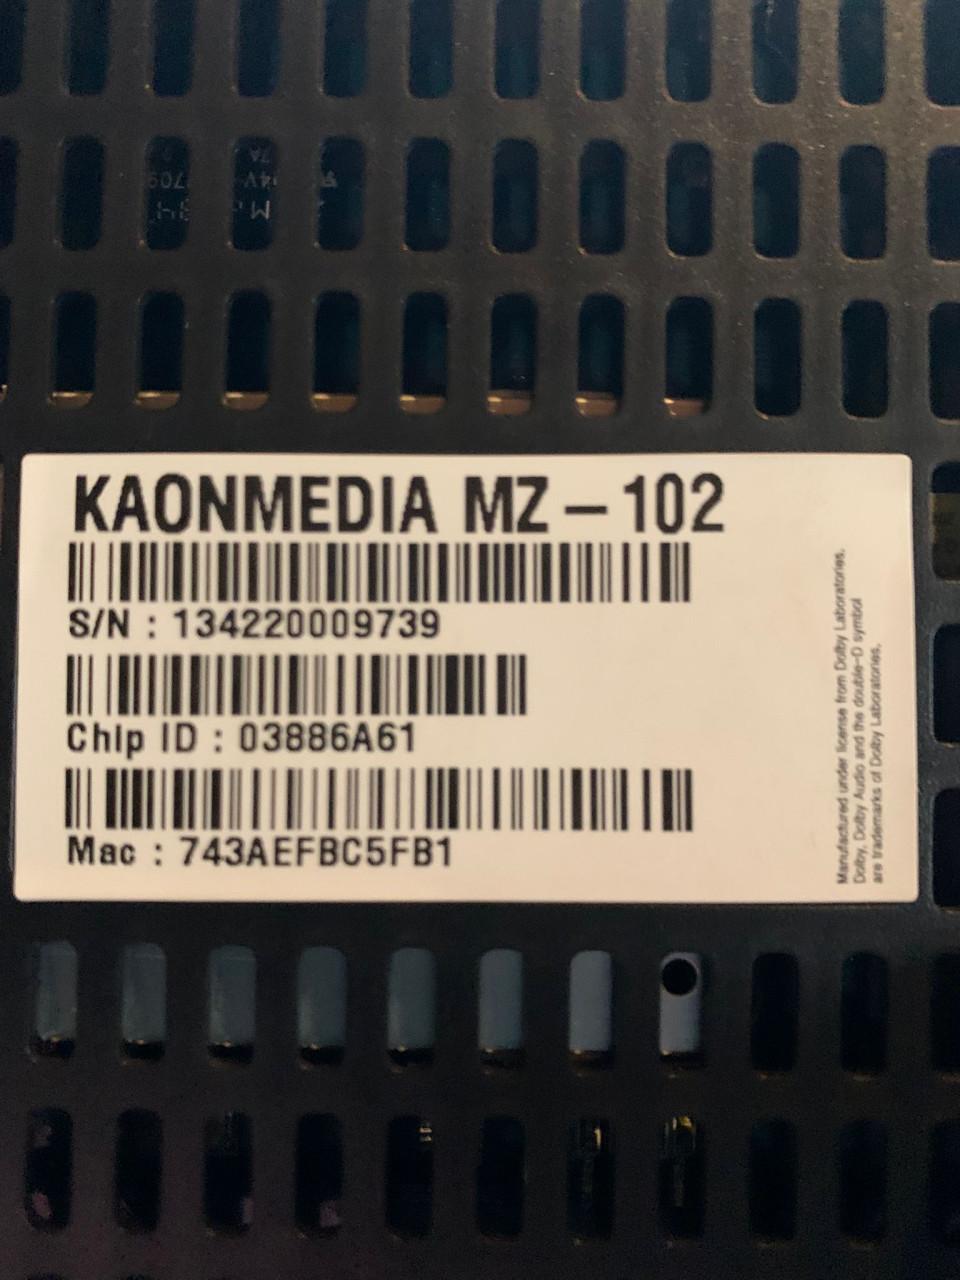 KAONMEDIA MZ-102
S/N : 134220009739
Chip ID : 03886A61
Mac : 743AEFBC5FB1
Manufactured under license from Dolby Laboratories.
Dolby, Dolby Audio and the double-D symbol
are trademarks of Dolby Laboratories.